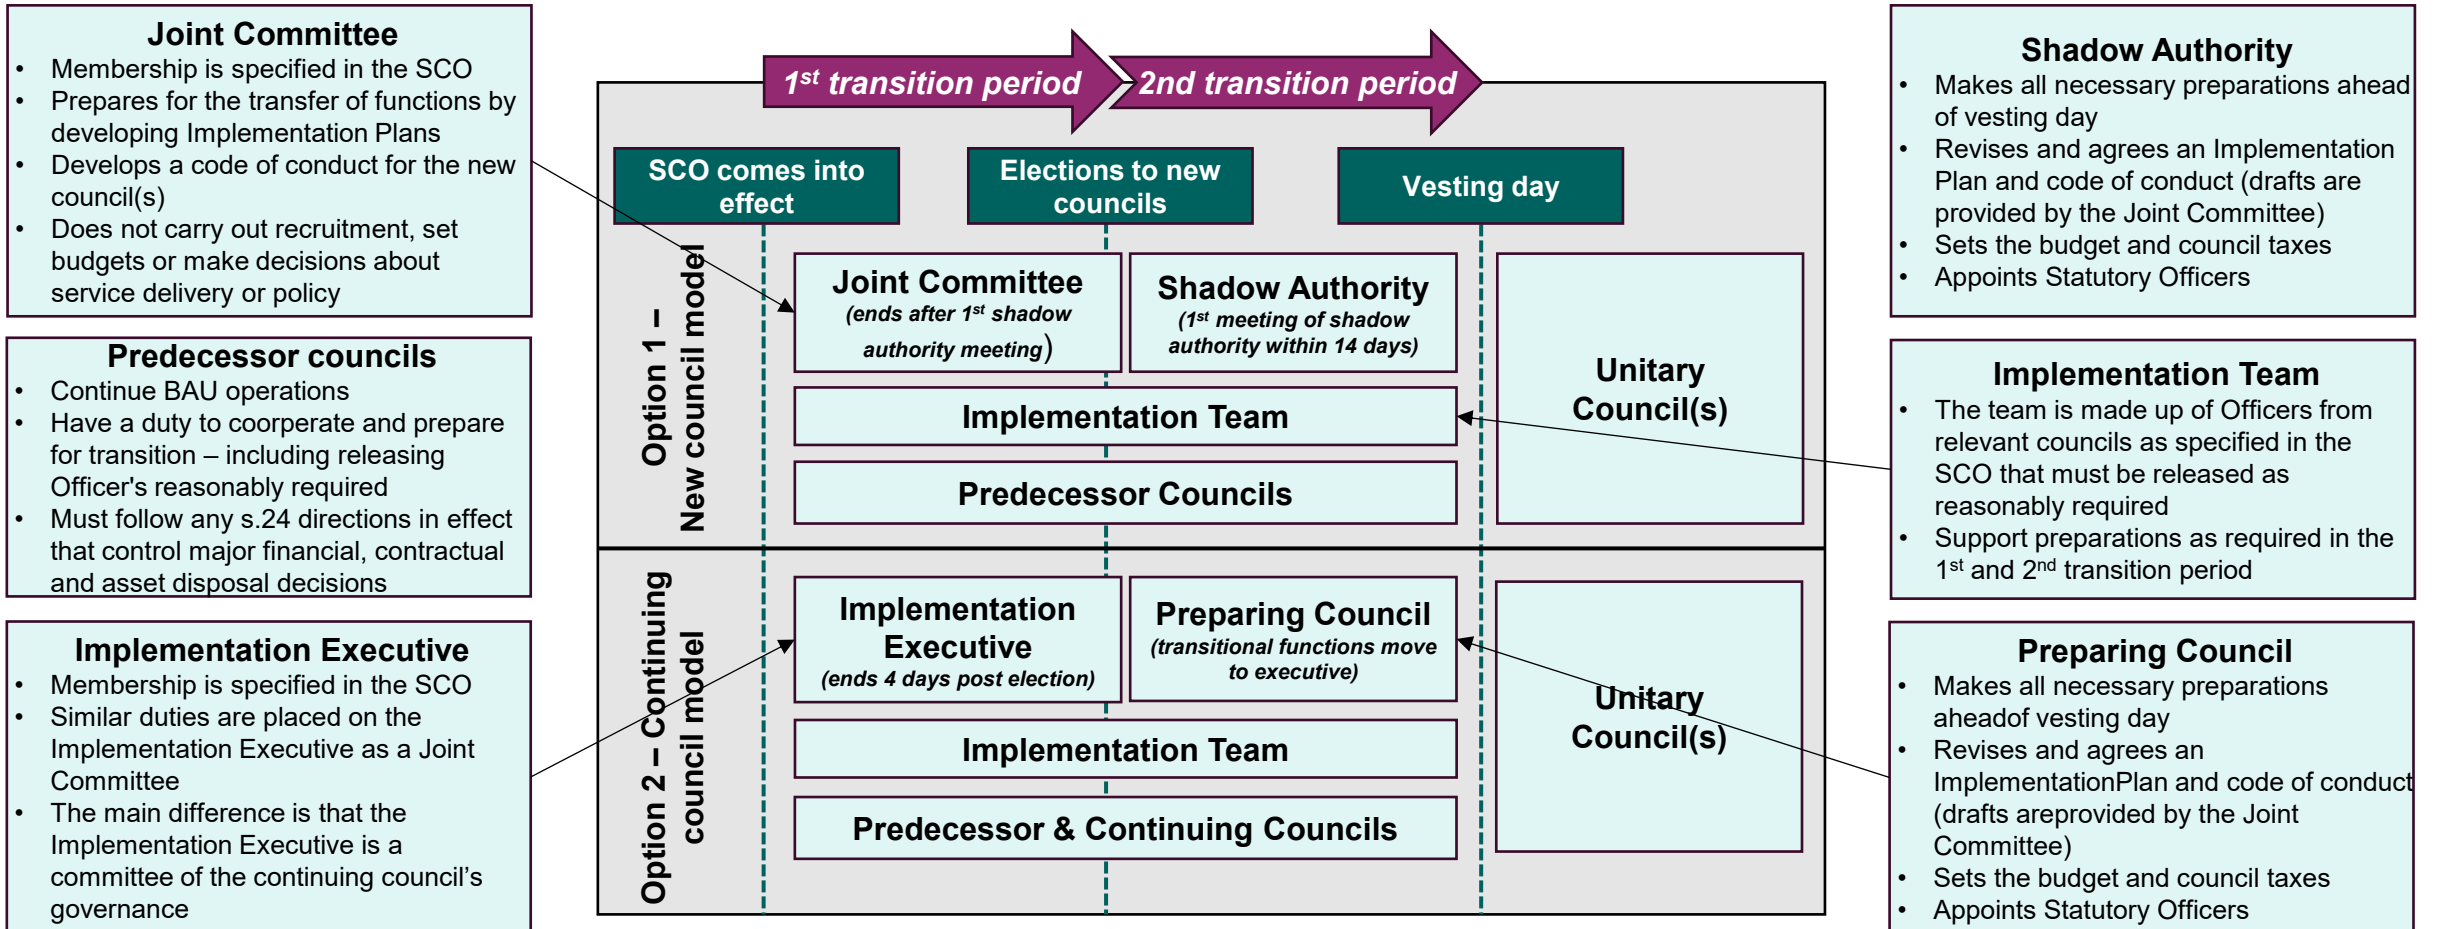 Joint Committee
• Membership is specified in the SCO
• Prepares for the transfer of functions by
developing Implementation Plans
• Develops a code of conduct for the new
council(s)
• Does not carry out recruitment, set
budgets or make decisions about
service delivery or policy
Predecessor councils
• Continue BAU operations
• Have a duty to coorperate and prepare
for transition – including releasing
Officer's reasonably required
• Must follow any s.24 directions in effect
that control major financial, contractual
and asset disposal decisions
Implementation Executive
• Membership is specified in the SCO
• Similar duties are placed on the
Implementation Executive as a Joint
Committee
• The main difference is that the
Implementation Executive is a
committee of the continuing council’s
governance
1st transition period
2nd transition period
SCO comes into
effect
Elections to new
councils
Vesting day
Option 1 –
New council model
Joint Committee
(ends after 1st shadow
authority meeting)
Shadow Authority
(1st meeting of shadow
authority within 14 days)
Implementation Team
Predecessor Councils
Unitary
Council(s)
Option 2 – Continuing
council model
Implementation
Executive
(ends 4 days post election)
Preparing Council
(transitional functions move
to executive)
Implementation Team
Predecessor & Continuing Councils
Unitary
Council(s)
Shadow Authority
• Makes all necessary preparations ahead
of vesting day
• Revises and agrees an Implementation
Plan and code of conduct (drafts are
provided by the Joint Committee)
• Sets the budget and council taxes
• Appoints Statutory Officers
Implementation Team
• The team is made up of Officers from
relevant councils as specified in the
SCO that must be released as
reasonably required
• Support preparations as required in the
1st and 2nd transition period
Preparing Council
• Makes all necessary preparations
aheadof vesting day
• Revises and agrees an
ImplementationPlan and code of conduct
(drafts areprovided by the Joint
Committee)
• Sets the budget and council taxes
• Appoints Statutory Officers